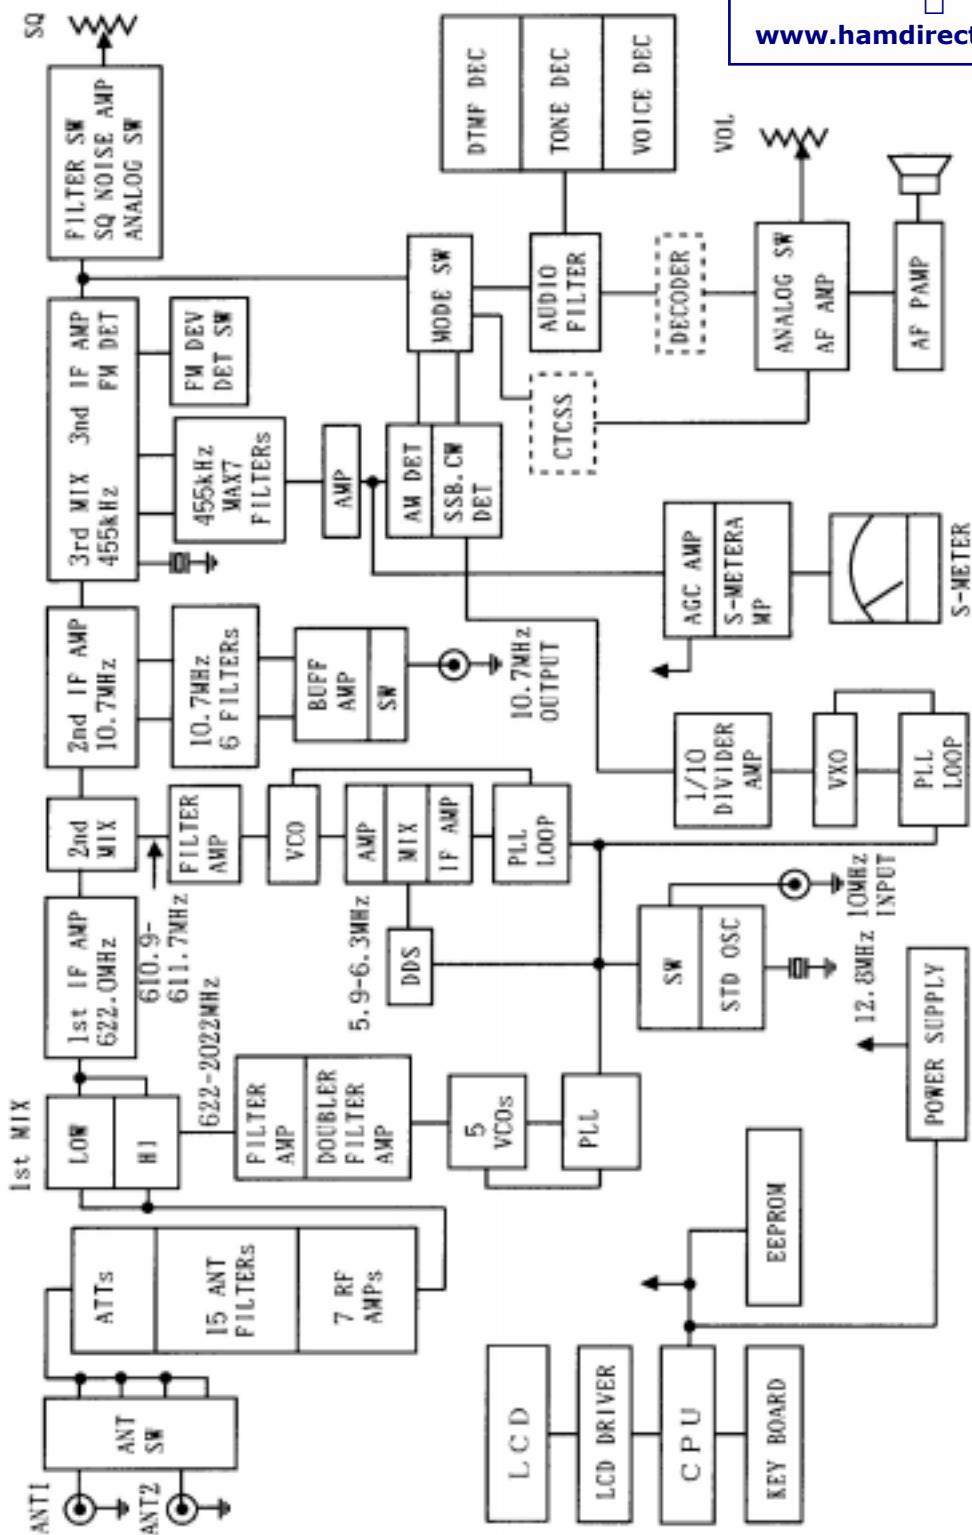 www.hamdirect
ANT1
ANT2
ANT
SW
ATTs
15 ANT
FILTERs
7 RF
AMPs
1st MIX
LOW
HI
622-2022MHz
FILTER
AMP
DOUBLER
FILTER
AMP
5
VCOs
PLL
1st IF AMP
622.0MHz
2nd
MIX
610.9-
611.7MHz
FILTER
AMP
VCO
AMP
MIX
IF AMP
PLL
LOOP
5.9-6.3MHz
DDS
SW
STD OSC
10MHz
INPUT
12.8MHz
2nd IF AMP
10.7MHz
10.7MHz
6 FILTERs
BUFF
AMP
SW
10.7MHz
OUTPUT
1/10
DIVIDER
AMP
VXO
PLL
LOOP
3rd MIX 3nd IF AMP
455kHz FM DET
455kHz
MAX7
FILTERs
FM DEV
DET SW
AMP
AM DET
SSB.CW
DET
AGC AMP
S-METERA
MP
S-METER
FILTER SW
SQ NOISE AMP
ANALOG SW
SQ
MODE SW
CTCSS
AUDIO
FILTER
DTMF DEC
TONE DEC
VOICE DEC
DECODER
ANALOG SW
AF AMP
VOL
AF PAMP
LCD
LCD DRIVER
CPU
KEY BOARD
EEPROM
POWER SUPPLY